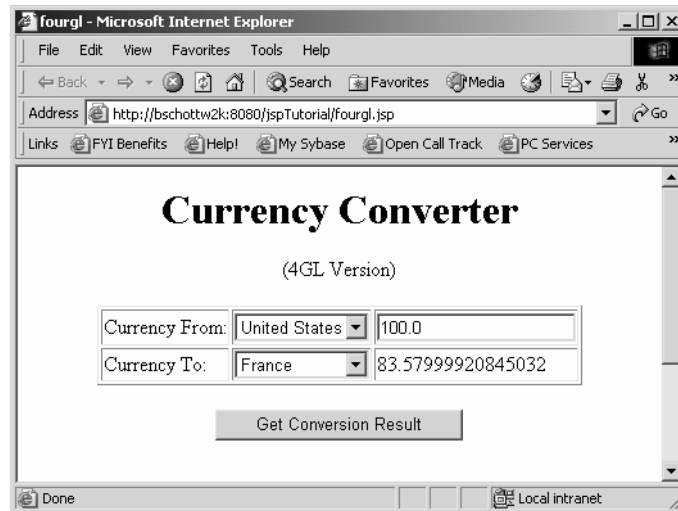 fourgl - Microsoft Internet Explorer
File Edit View Favorites Tools Help
Back Search Favorites Media »
Address http://bschottw2k:8080/jspTutorial/fourgl.jsp Go
Links FYI Benefits Help! My Sybase Open Call Track PC Services »
Currency Converter
(4GL Version)
Currency From: United States 100.0
Currency To: France 83.57999920845032
Get Conversion Result
Done Local intranet